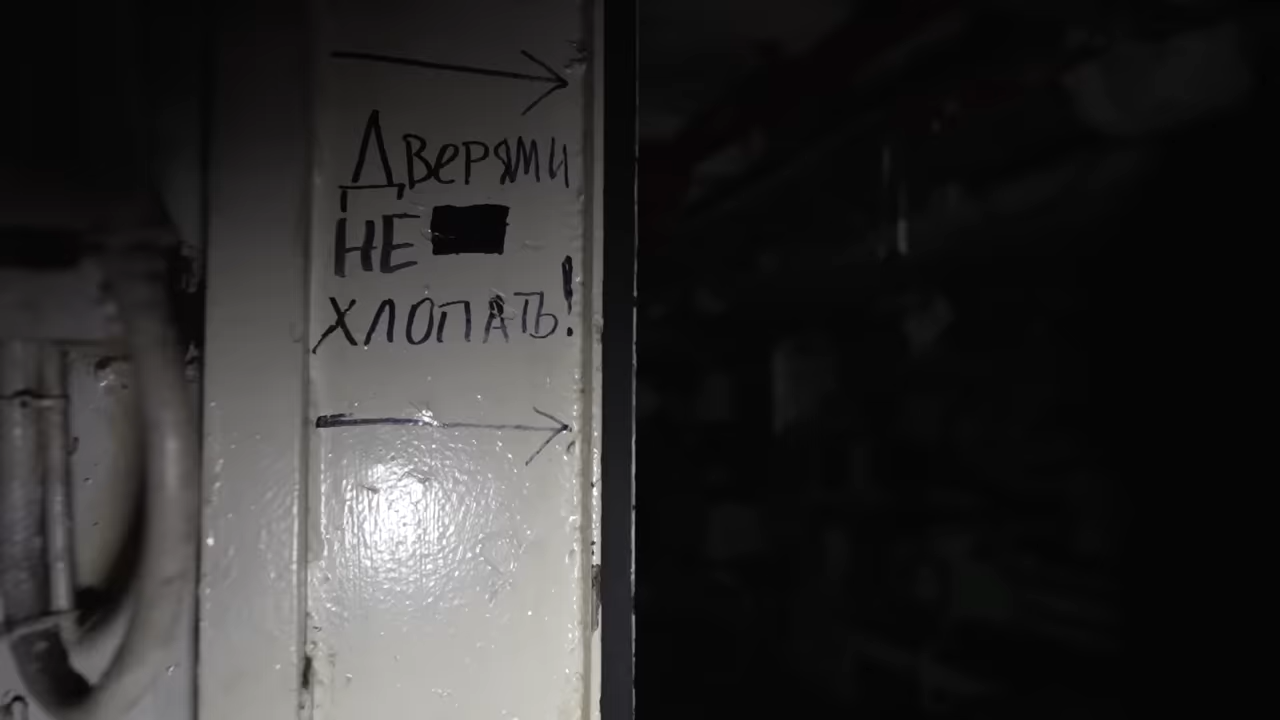 Дверями
НЕ
хлопать!